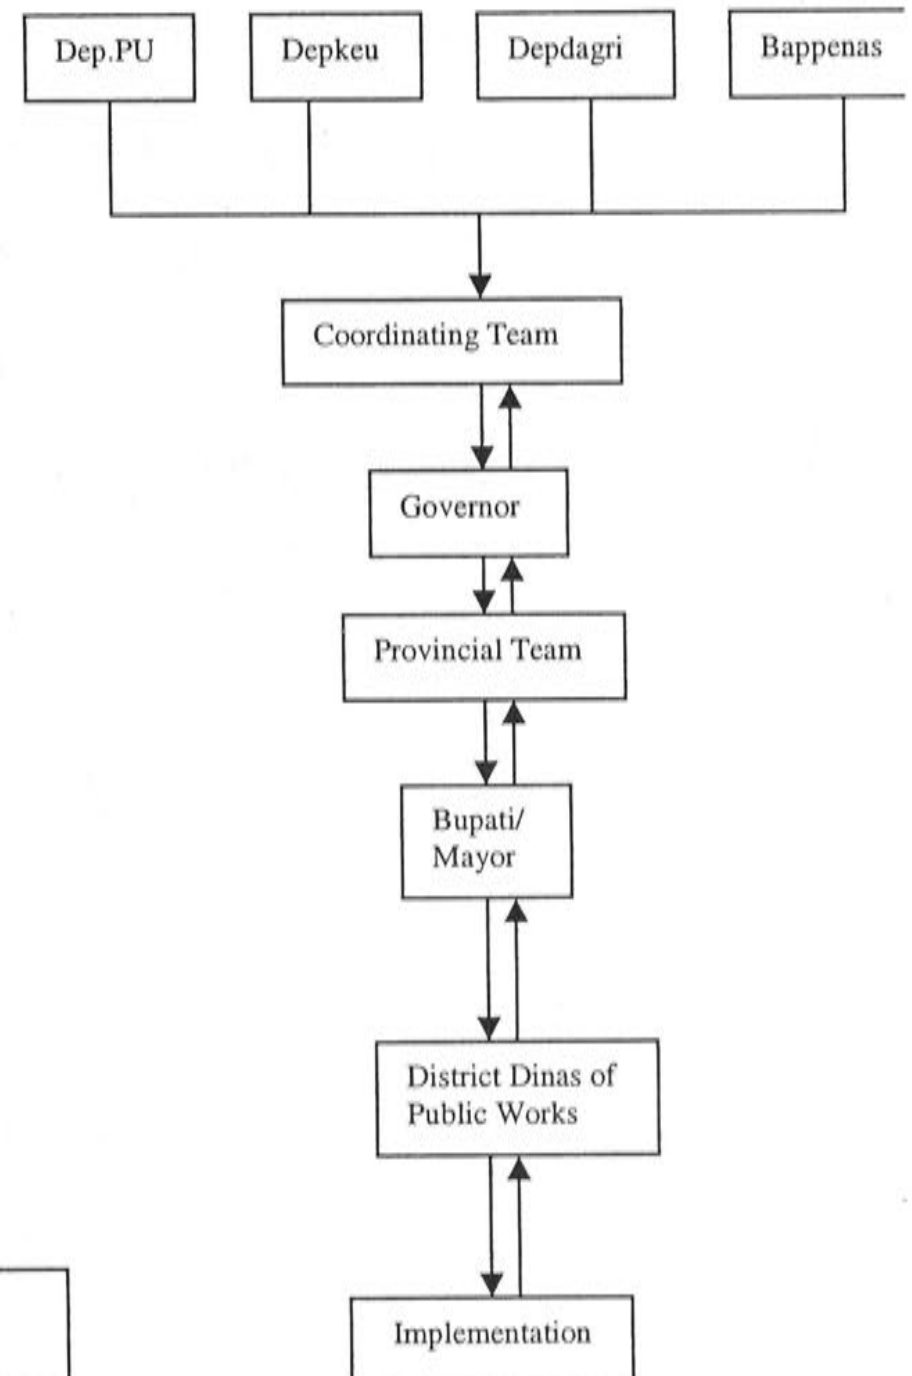 Dep.PU
Depkeu
Depdagri
Bappenas
Coordinating Team
Governor
Provincial Team
Bupati/
Mayor
District Dinas of
Public Works
Implementation